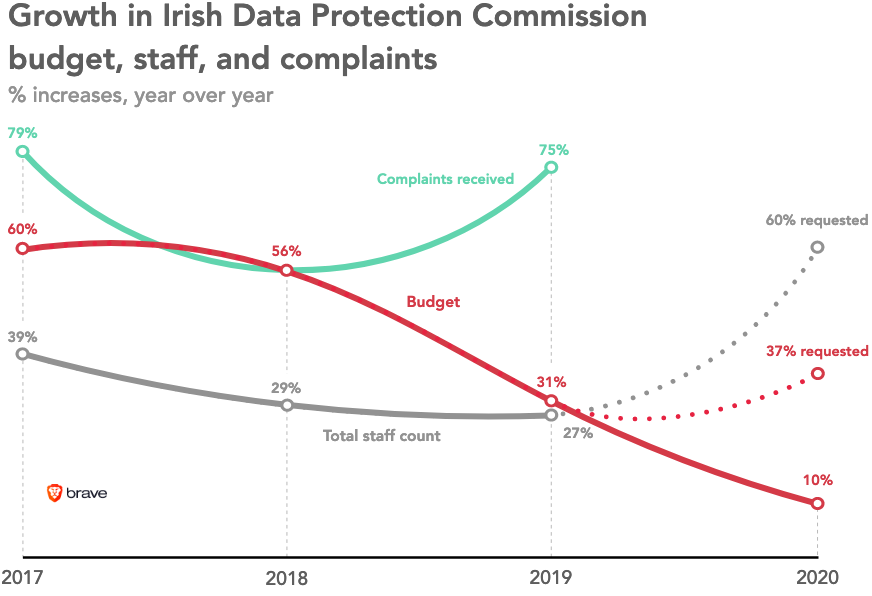 Growth in Irish Data Protection Commission
budget, staff, and complaints
% increases, year over year
79%
75%
Complaints received
60%
60% requested
56%
Budget
39%
37% requested
31%
29%
27%
Total staff count
10%
brave
2017
2018
2019
2020